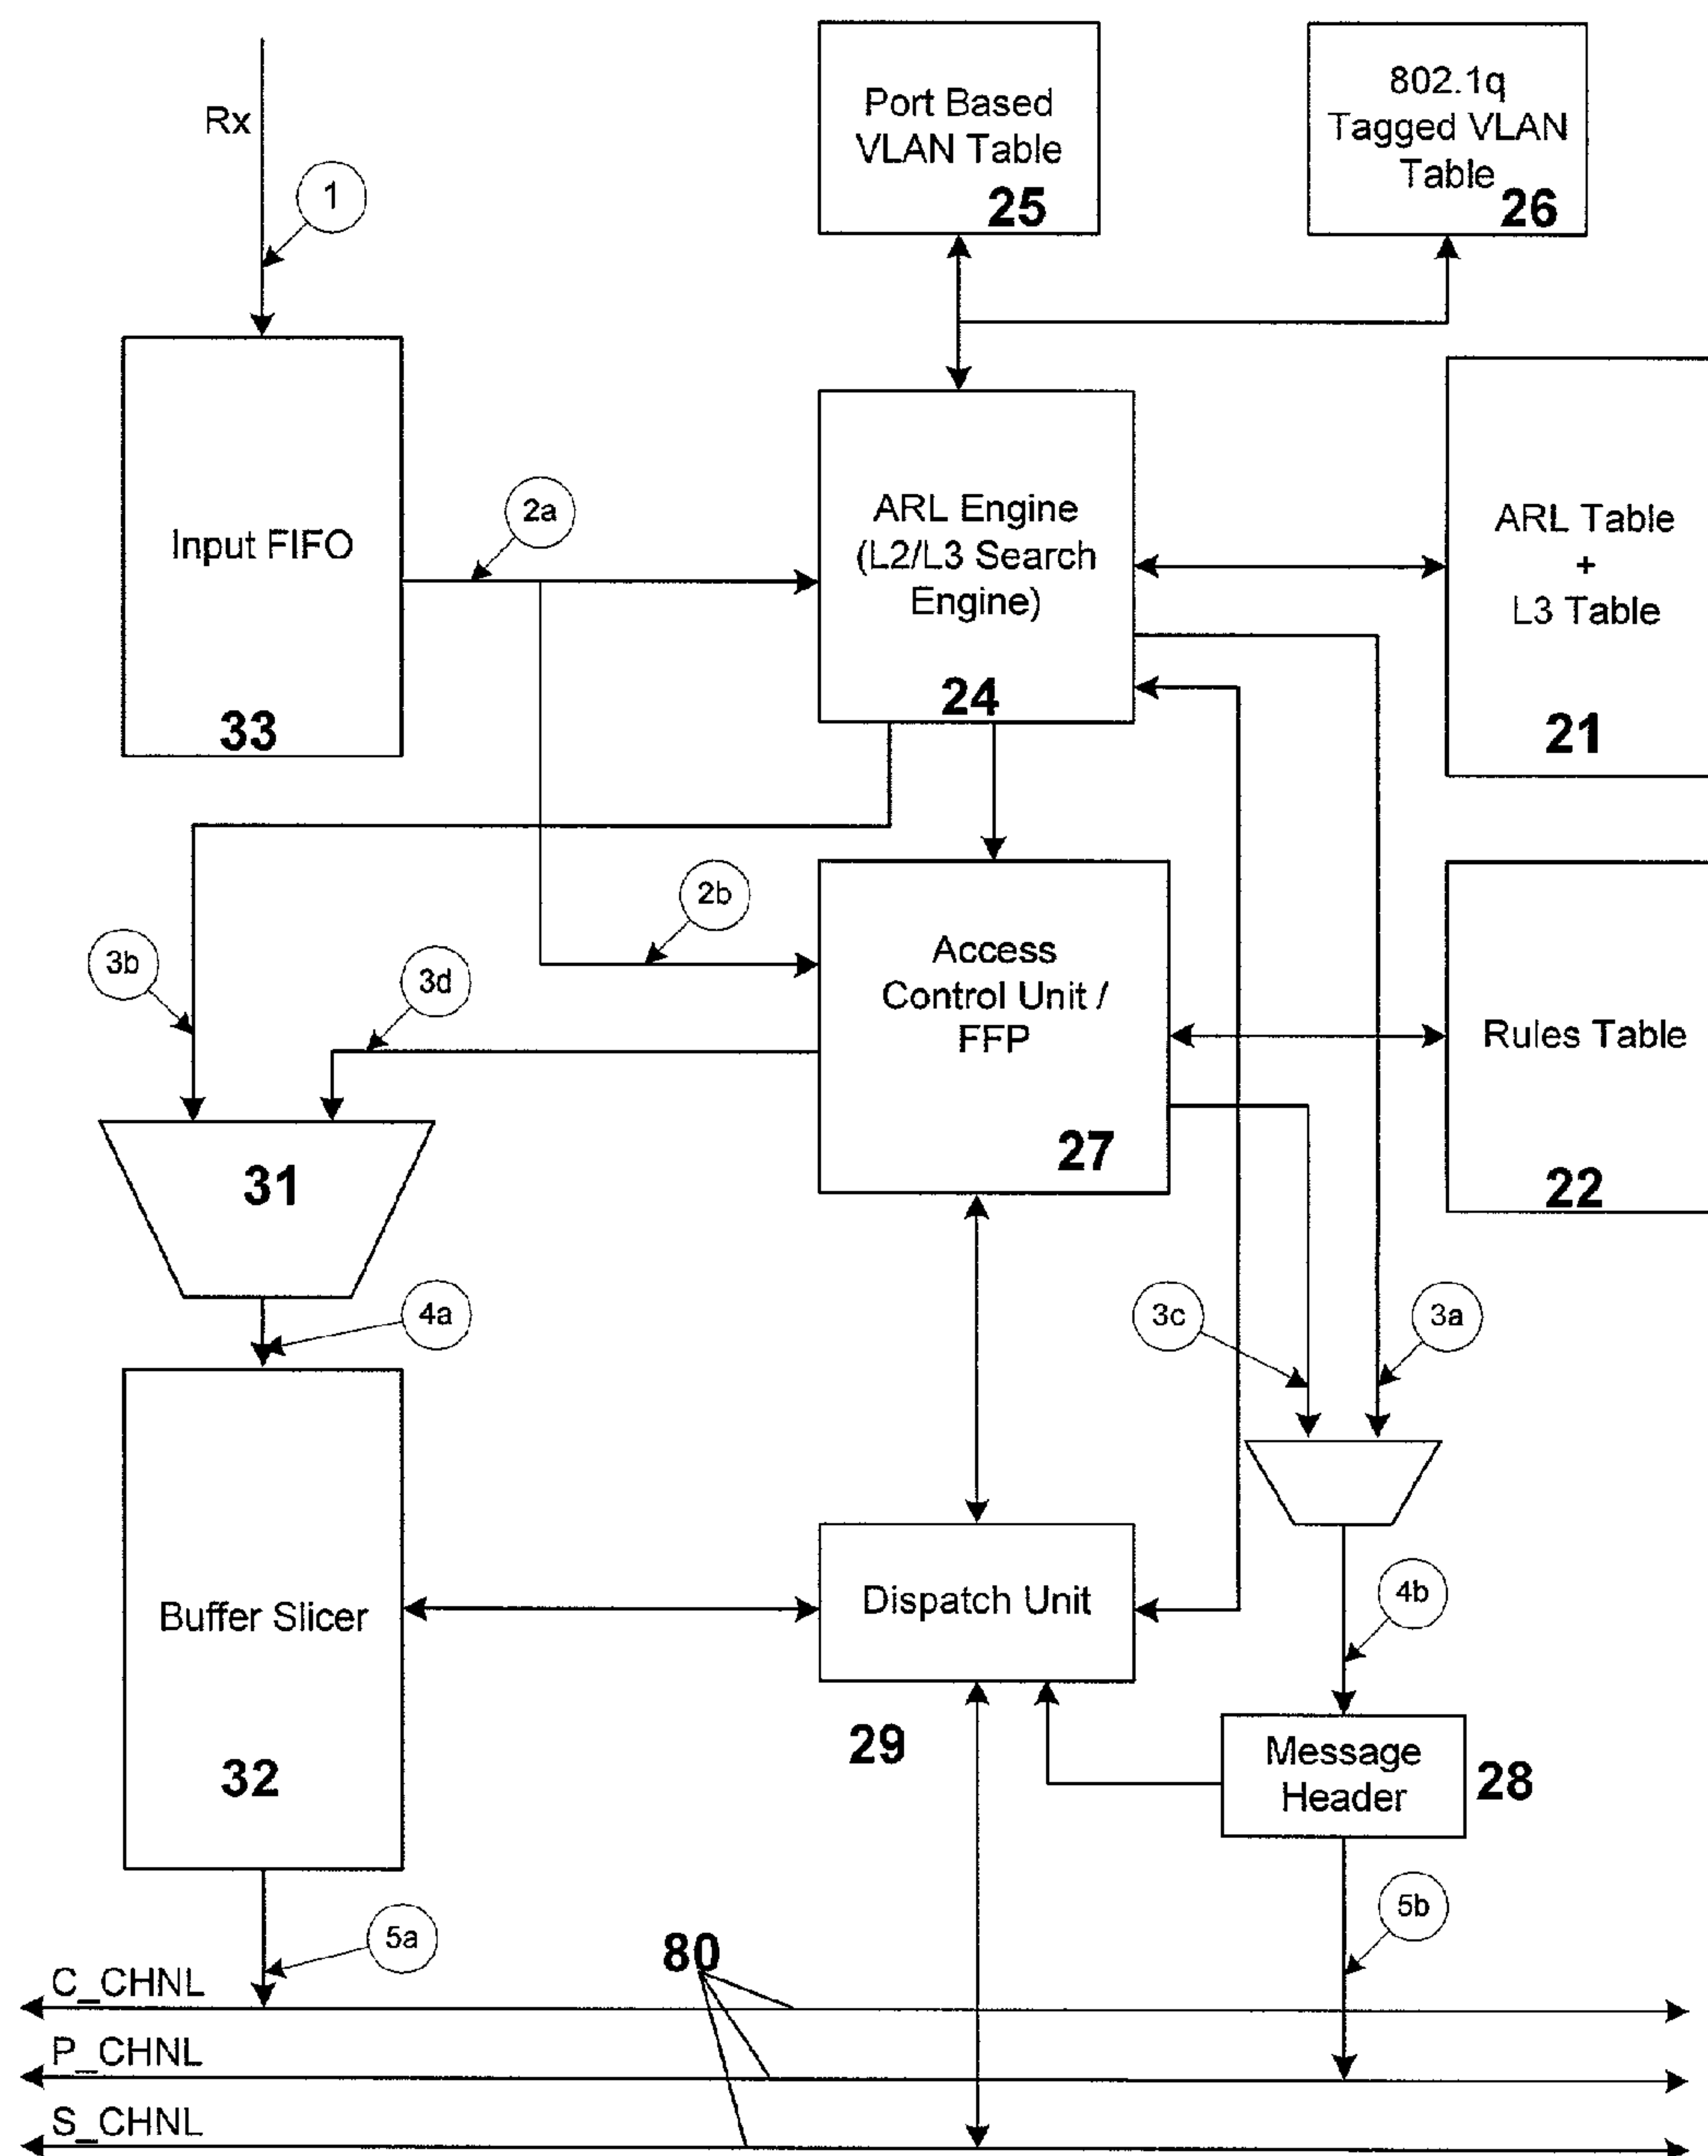 Rx
1
Port Based
VLAN Table
25
802.1q
Tagged VLAN
Table
26
Input FIFO
33
2a
ARL Engine
(L2/L3 Search
Engine)
24
ARL Table
+
L3 Table
21
2b
3b
3d
Access
Control Unit /
FFP
27
Rules Table
22
31
4a
3c
3a
Buffer Slicer
32
Dispatch Unit
29
4b
Message
Header
28
5a
5b
80
C_CHNL
P_CHNL
S_CHNL